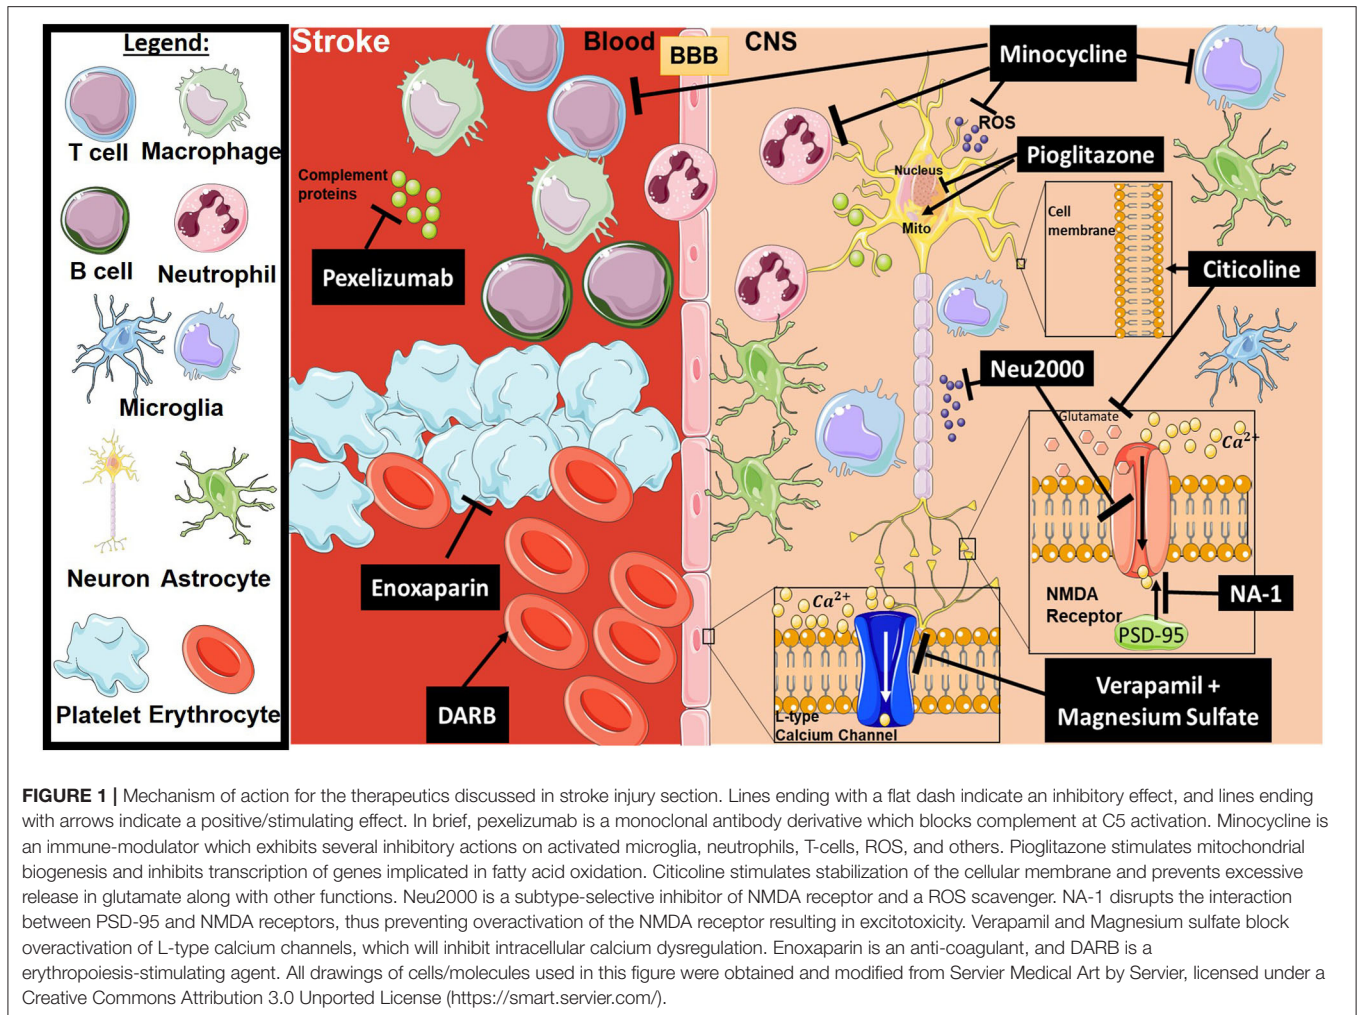 Legend:
T cell Macrophage
B cell Neutrophil
Microglia
Neuron Astrocyte
Platelet Erythrocyte
Stroke
Blood
BBB
CNS
Minocycline
ROS
Complement
proteins
Pexelizumab
Nucleus
Mito
Pioglitazone
Cell
membrane
Citicoline
Neu2000
Glutamate
Ca2+
NMDA
Receptor
PSD-95
NA-1
Enoxaparin
DARB
Ca2+
L-type
Calcium Channel
Verapamil +
Magnesium Sulfate
FIGURE 1 | Mechanism of action for the therapeutics discussed in stroke injury section. Lines ending with a flat dash indicate an inhibitory effect, and lines ending
with arrows indicate a positive/stimulating effect. In brief, pexelizumab is a monoclonal antibody derivative which blocks complement at C5 activation. Minocycline is
an immune-modulator which exhibits several inhibitory actions on activated microglia, neutrophils, T-cells, ROS, and others. Pioglitazone stimulates mitochondrial
biogenesis and inhibits transcription of genes implicated in fatty acid oxidation. Citicoline stimulates stabilization of the cellular membrane and prevents excessive
release in glutamate along with other functions. Neu2000 is a subtype-selective inhibitor of NMDA receptor and a ROS scavenger. NA-1 disrupts the interaction
between PSD-95 and NMDA receptors, thus preventing overactivation of the NMDA receptor resulting in excitotoxicity. Verapamil and Magnesium sulfate block
overactivation of L-type calcium channels, which will inhibit intracellular calcium dysregulation. Enoxaparin is an anti-coagulant, and DARB is a
erythropoiesis-stimulating agent. All drawings of cells/molecules used in this figure were obtained and modified from Servier Medical Art by Servier, licensed under a
Creative Commons Attribution 3.0 Unported License (https://smart.servier.com/).